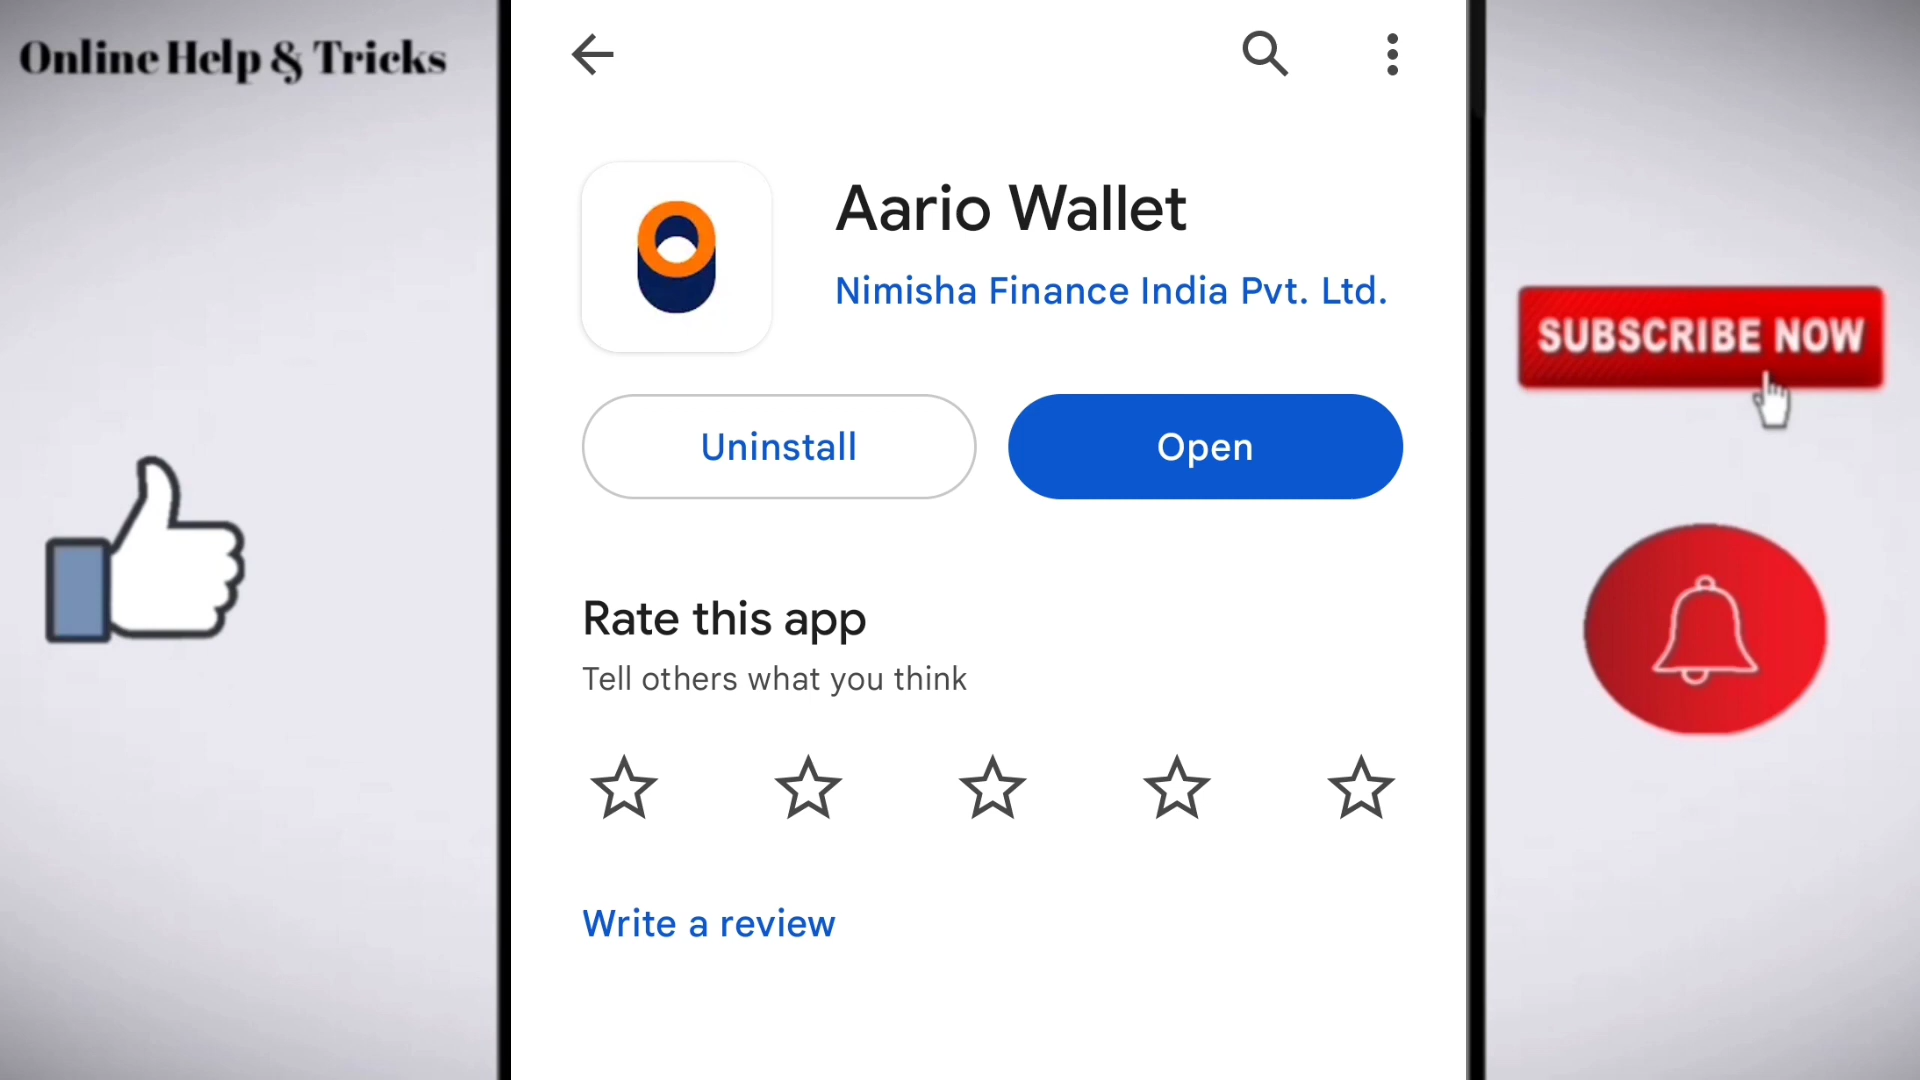 Online Help & Tricks
Aario Wallet
Nimisha Finance India Pvt. Ltd.
Uninstall
Open
SUBSCRIBE NOW
Rate this app
Tell others what you think
Write a review